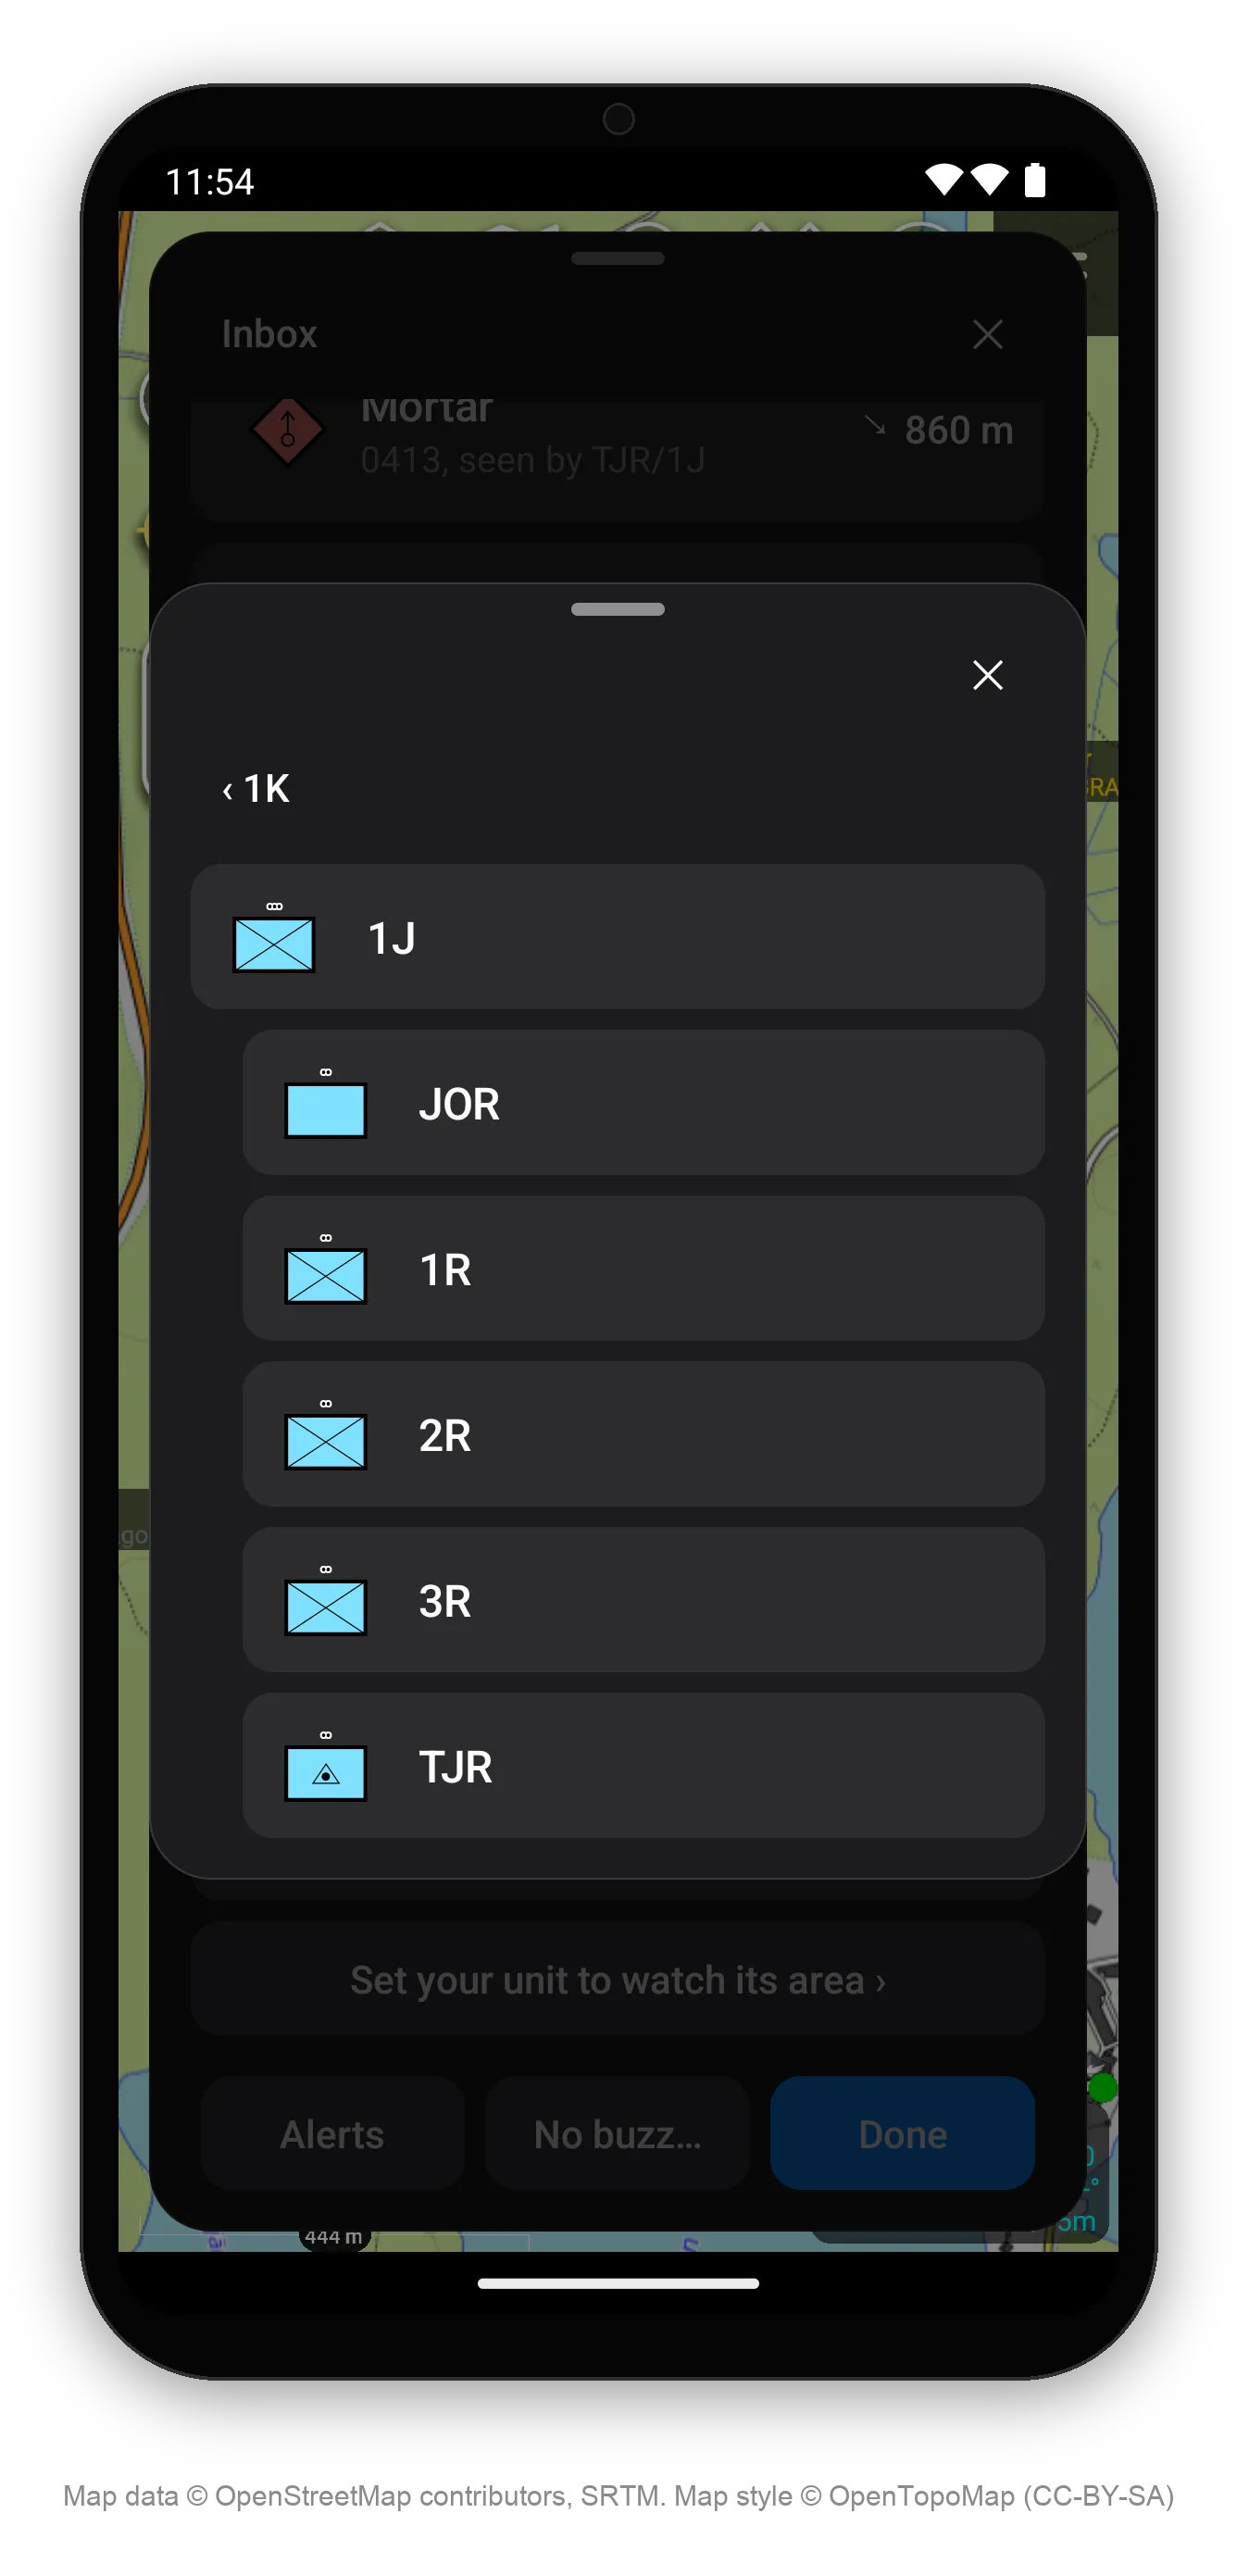 11:54
Inbox
Mortar
0413, seen by TJR/1J
860 m
‹ 1K
1J
JOR
1R
2R
3R
TJR
Set your unit to watch its area ›
Alerts
No buzz...
Done
444 m
Map data © OpenStreetMap contributors, SRTM. Map style © OpenTopoMap (CC-BY-SA)